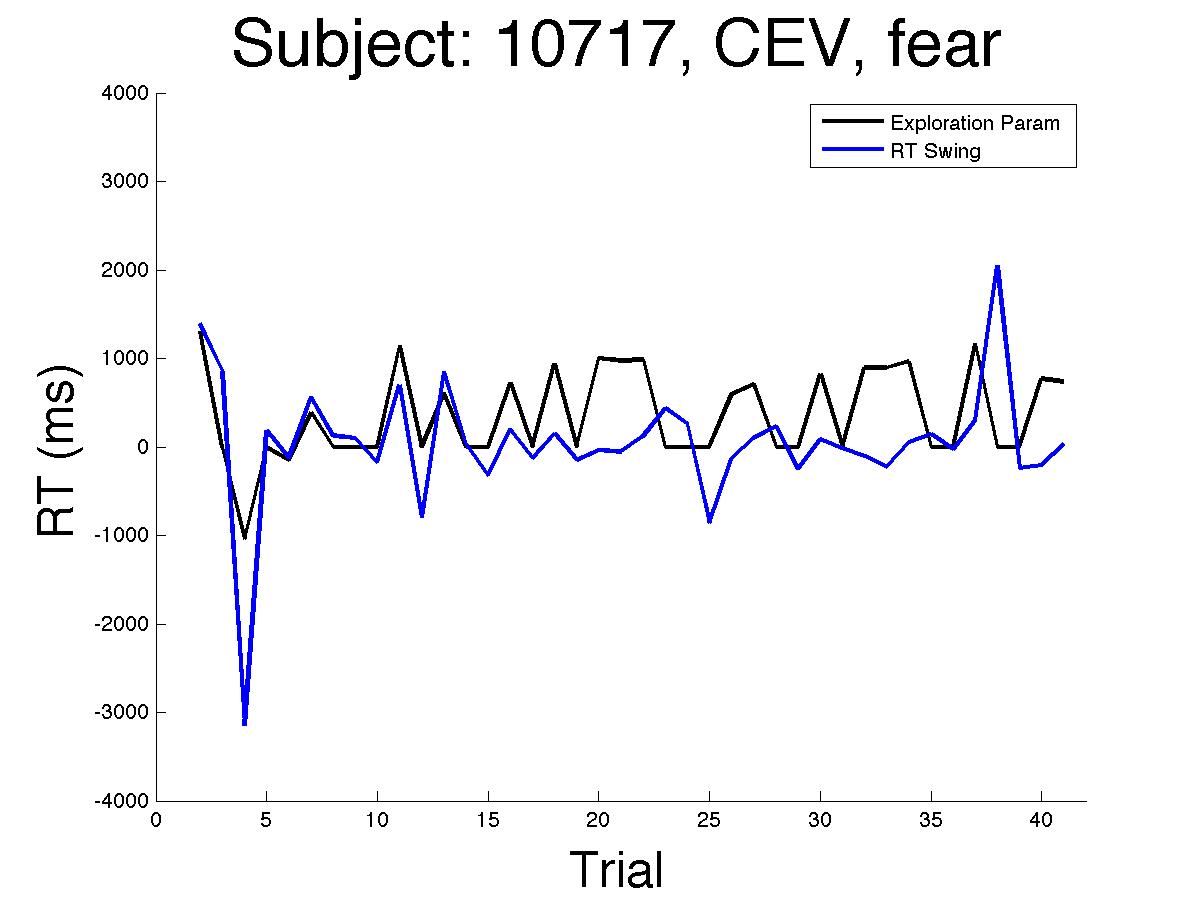 Subject: 10717, CEV, fear
4000
3000
2000
1000
0
-1000
-2000
-3000
-4000
RT (ms)
Exploration Param
RT Swing
0 5 10 15 20 25 30 35 40
Trial